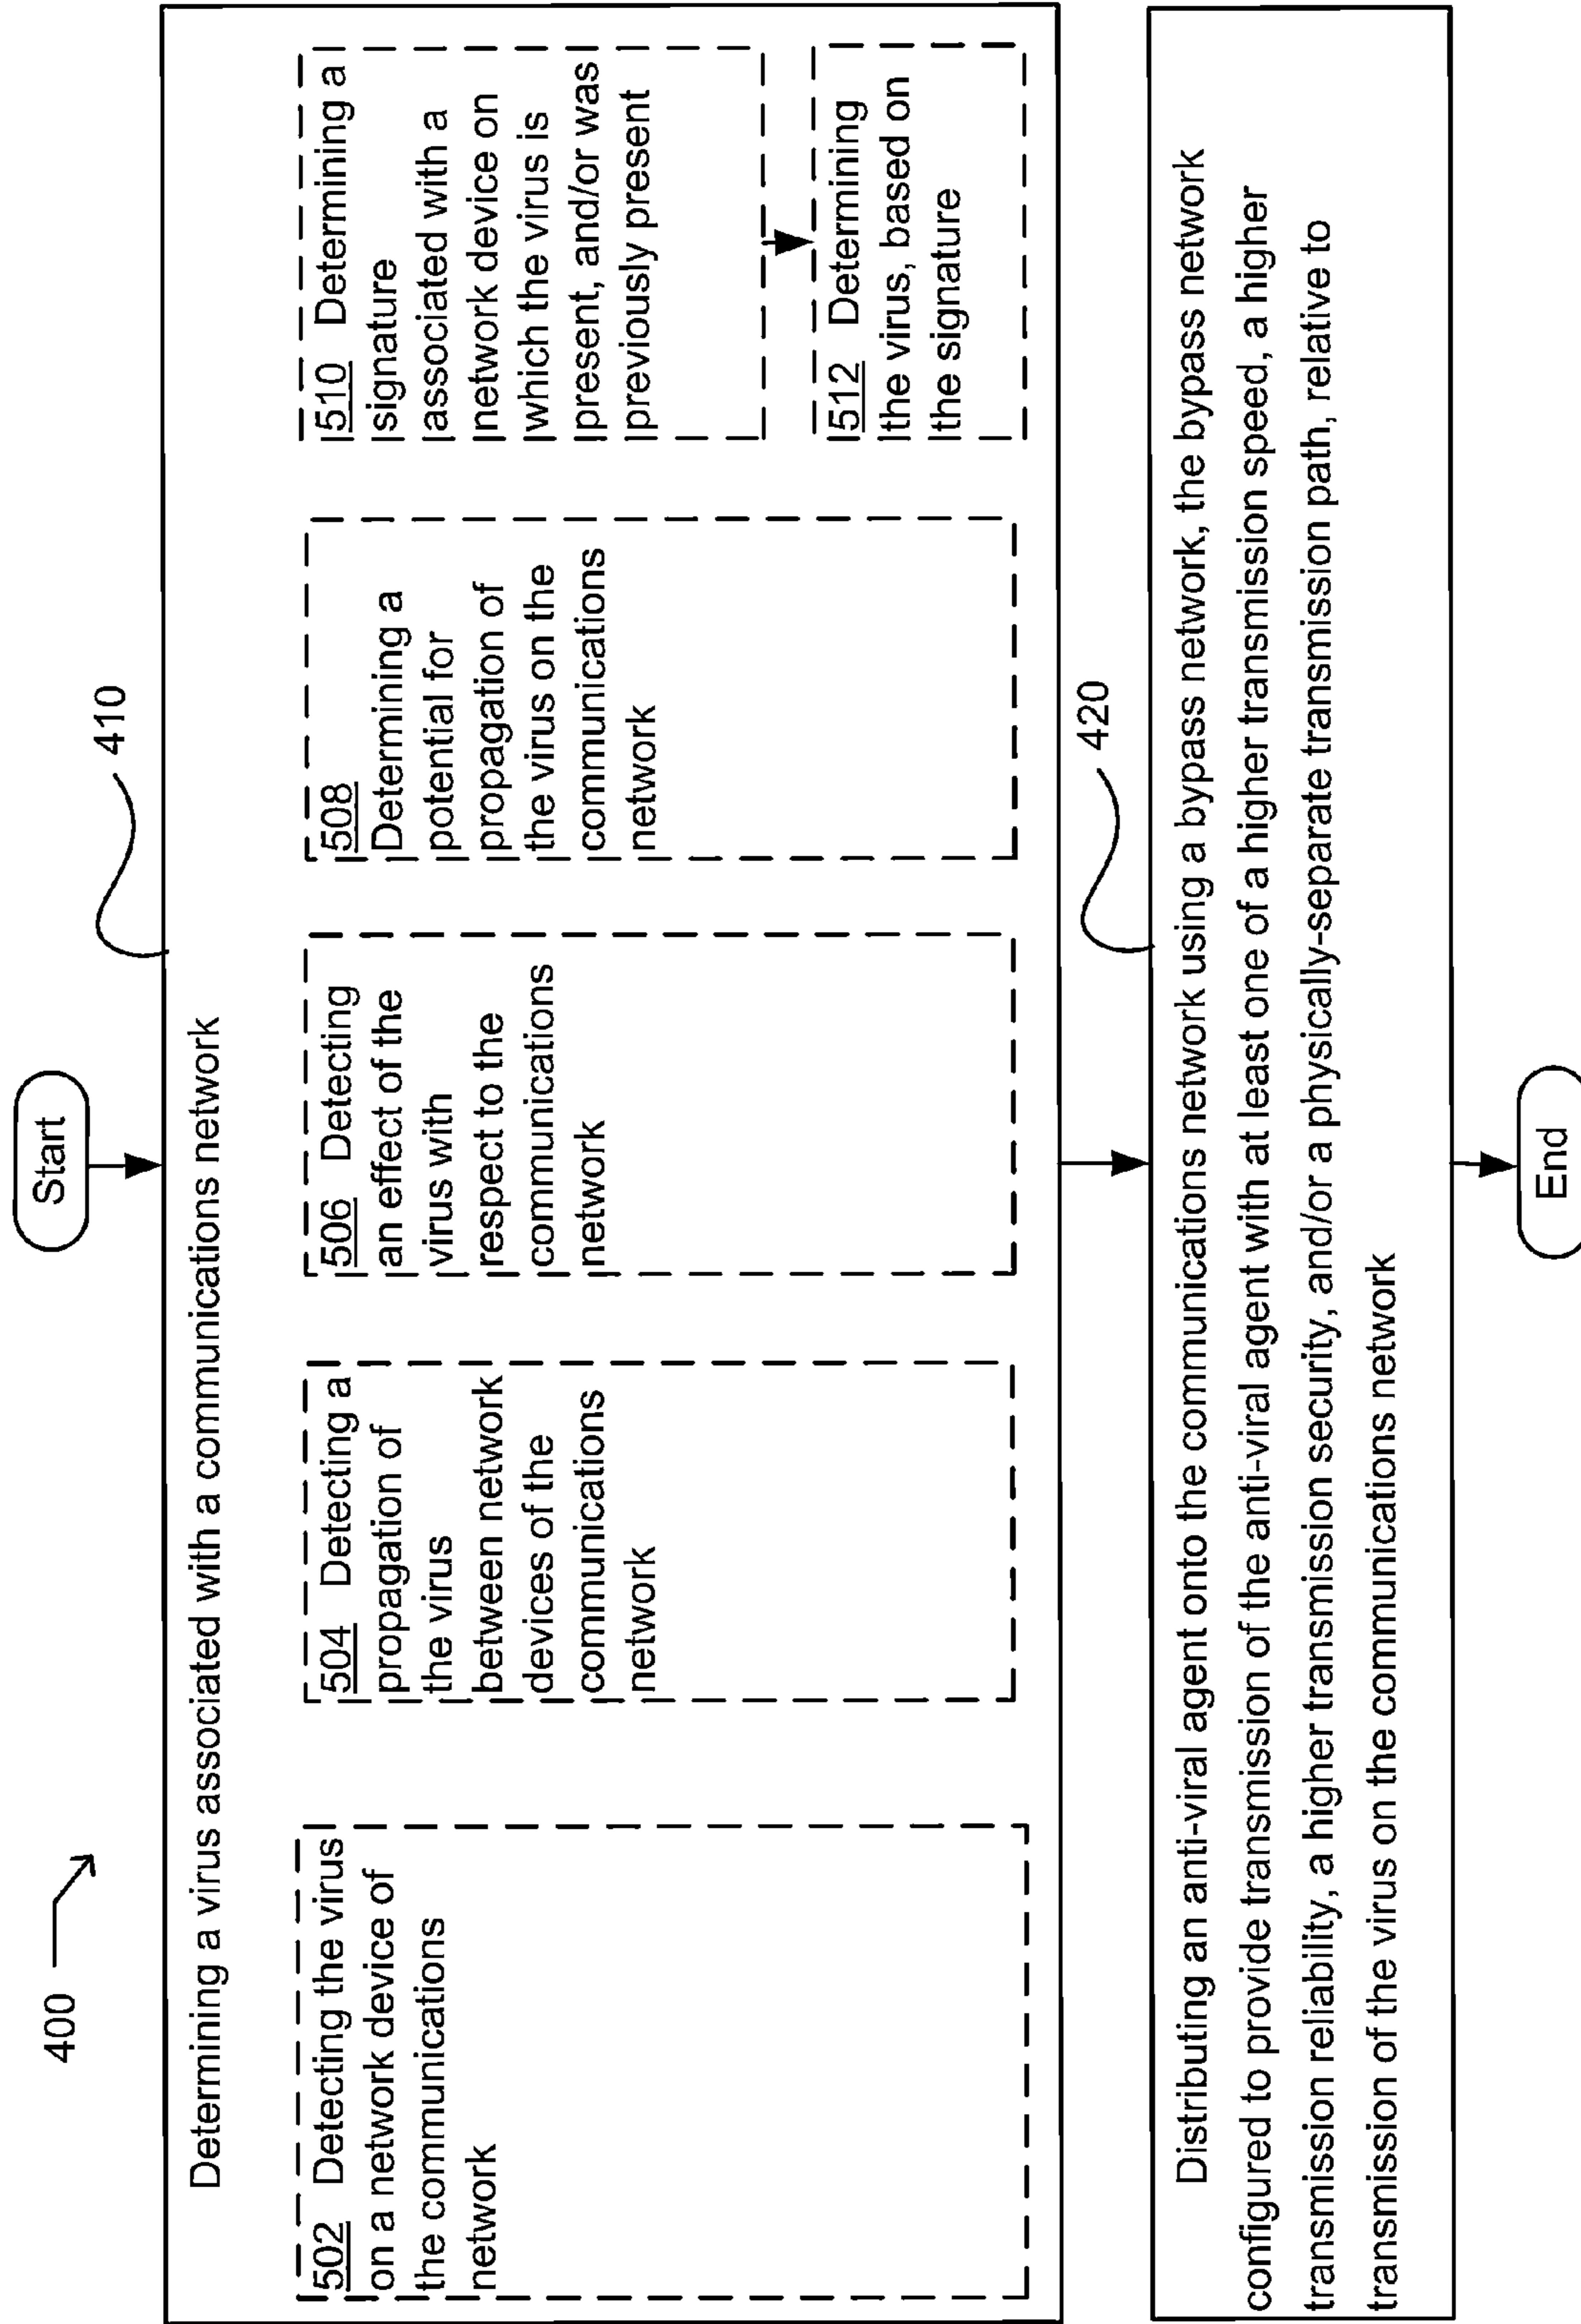 400
Start
410
Determining a virus associated with a communications network
502 Detecting the virus
on a network device of
the communications
network
504 Detecting a
propagation of
the virus
between network
devices of the
communications
network
506 Detecting
an effect of the
virus with
respect to the
communications
network
508
Determining a
potential for
propagation of
the virus on the
communications
network
510 Determining a
signature
associated with a
network device on
which the virus is
present, and/or was
previously present
512 Determining
the virus, based on
the signature
420
Distributing an anti-viral agent onto the communications network using a bypass network, the bypass network
configured to provide transmission of the anti-viral agent with at least one of a higher transmission speed, a higher
transmission reliability, a higher transmission security, and/or a physically-separate transmission path, relative to
transmission of the virus on the communications network
End